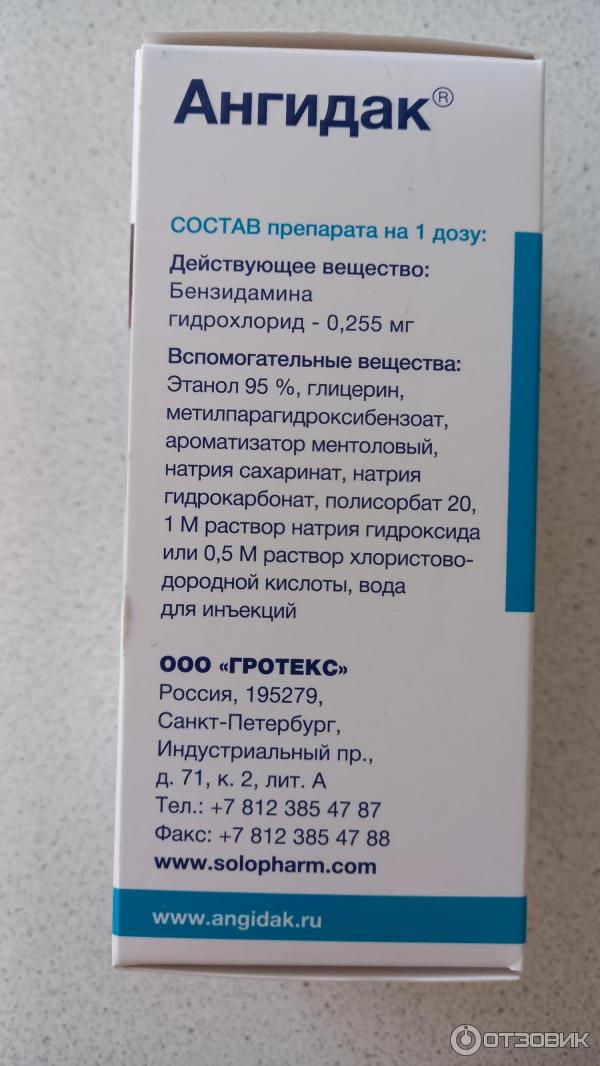 Ангидак®
СОСТАВ препарата на 1 дозу:
Действующее вещество:
Бензидамина
гидрохлорид - 0,255 мг
Вспомогательные вещества:
Этанол 95 %, глицерин,
метилпарагидроксибензоат,
ароматизатор ментоловый,
натрия сахаринат, натрия
гидрокарбонат, полисорбат 20,
1 М раствор натрия гидроксида
или 0,5 М раствор хлористово-
дородной кислоты, вода
для инъекций
ООО «ГРОТЕКС»
Россия, 195279,
Санкт-Петербург,
Индустриальный пр.,
д. 71, к. 2, лит. А
Тел.: +7 812 385 47 87
Факс: +7 812 385 47 88
www.solopharm.com
www.angidak.ru
ОТЗОВИК